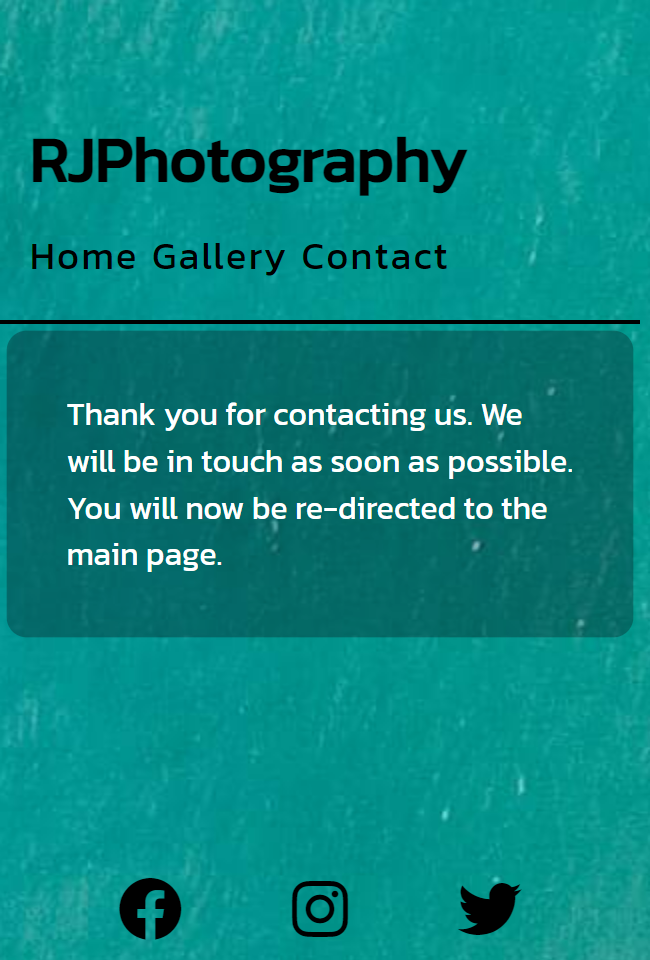 RJPhotography
Home Gallery Contact
Thank you for contacting us. We
will be in touch as soon as possible.
You will now be re-directed to the
main page.